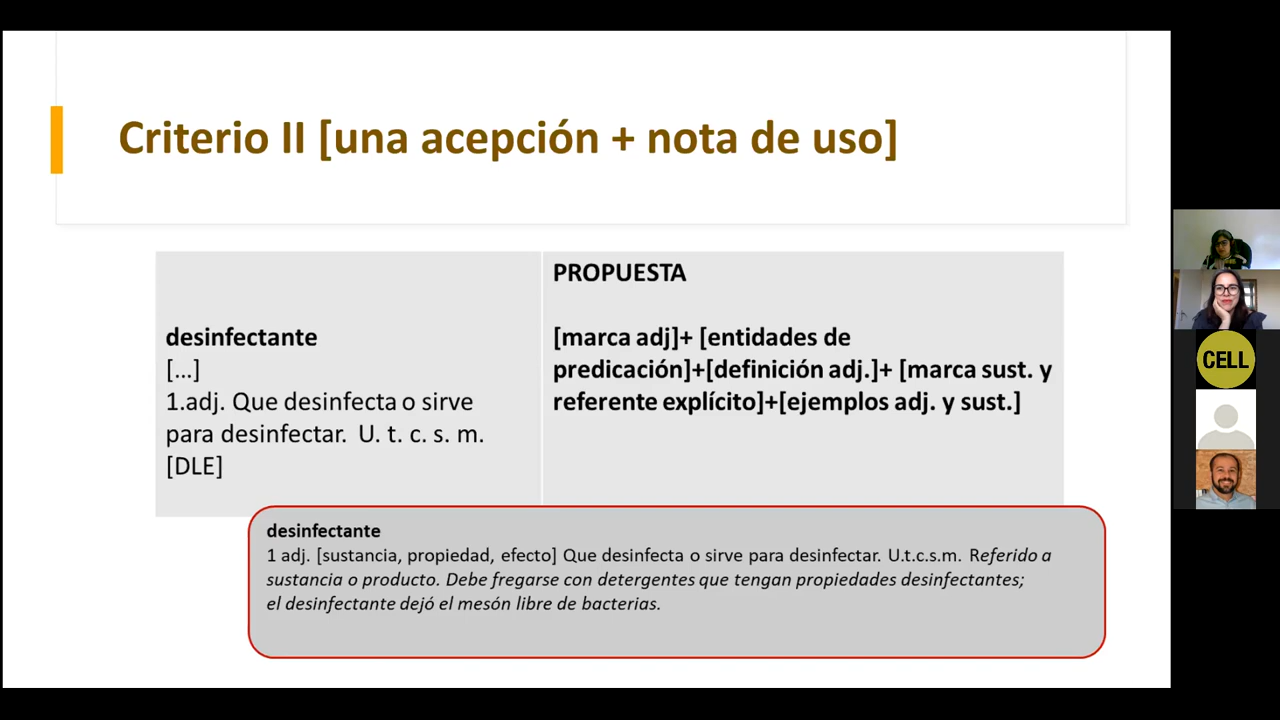 Criterio II [una acepción + nota de uso]
desinfectante
[...]
1.adj. Que desinfecta o sirve
para desinfectar. U. t. c. s. m.
[DLE]
PROPUESTA
[marca adj]+ [entidades de
predicación]+[definición adj.]+ [marca sust. y
referente explícito]+[ejemplos adj. y sust.]
desinfectante
1 adj. [sustancia, propiedad, efecto] Que desinfecta o sirve para desinfectar. U.t.c.s.m. Referido a
sustancia o producto. Debe fregarse con detergentes que tengan propiedades desinfectantes;
el desinfectante dejó el mesón libre de bacterias.
CELL